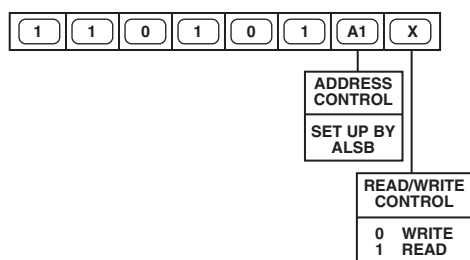 1 1 0 1 0 1 A1 X
ADDRESS
CONTROL
SET UP BY
ALSB
READ/WRITE
CONTROL
0 WRITE
1 READ